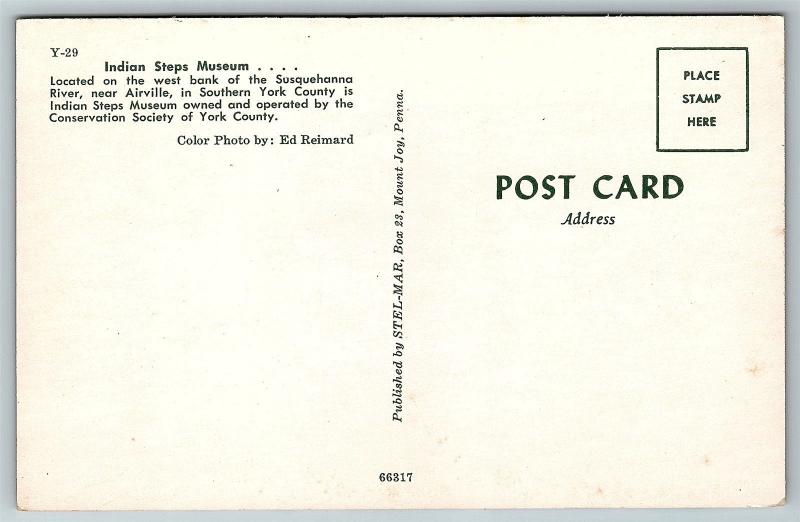 Y-29
Indian Steps Museum . . . .
Located on the west bank of the Susquehanna
River, near Airville, in Southern York County is
Indian Steps Museum owned and operated by the
Conservation Society of York County.
Color Photo by: Ed Reimard
Published by STEL-MAR, Box 23, Mount Joy, Penna.
66317
PLACE
STAMP
HERE
POST CARD
Address